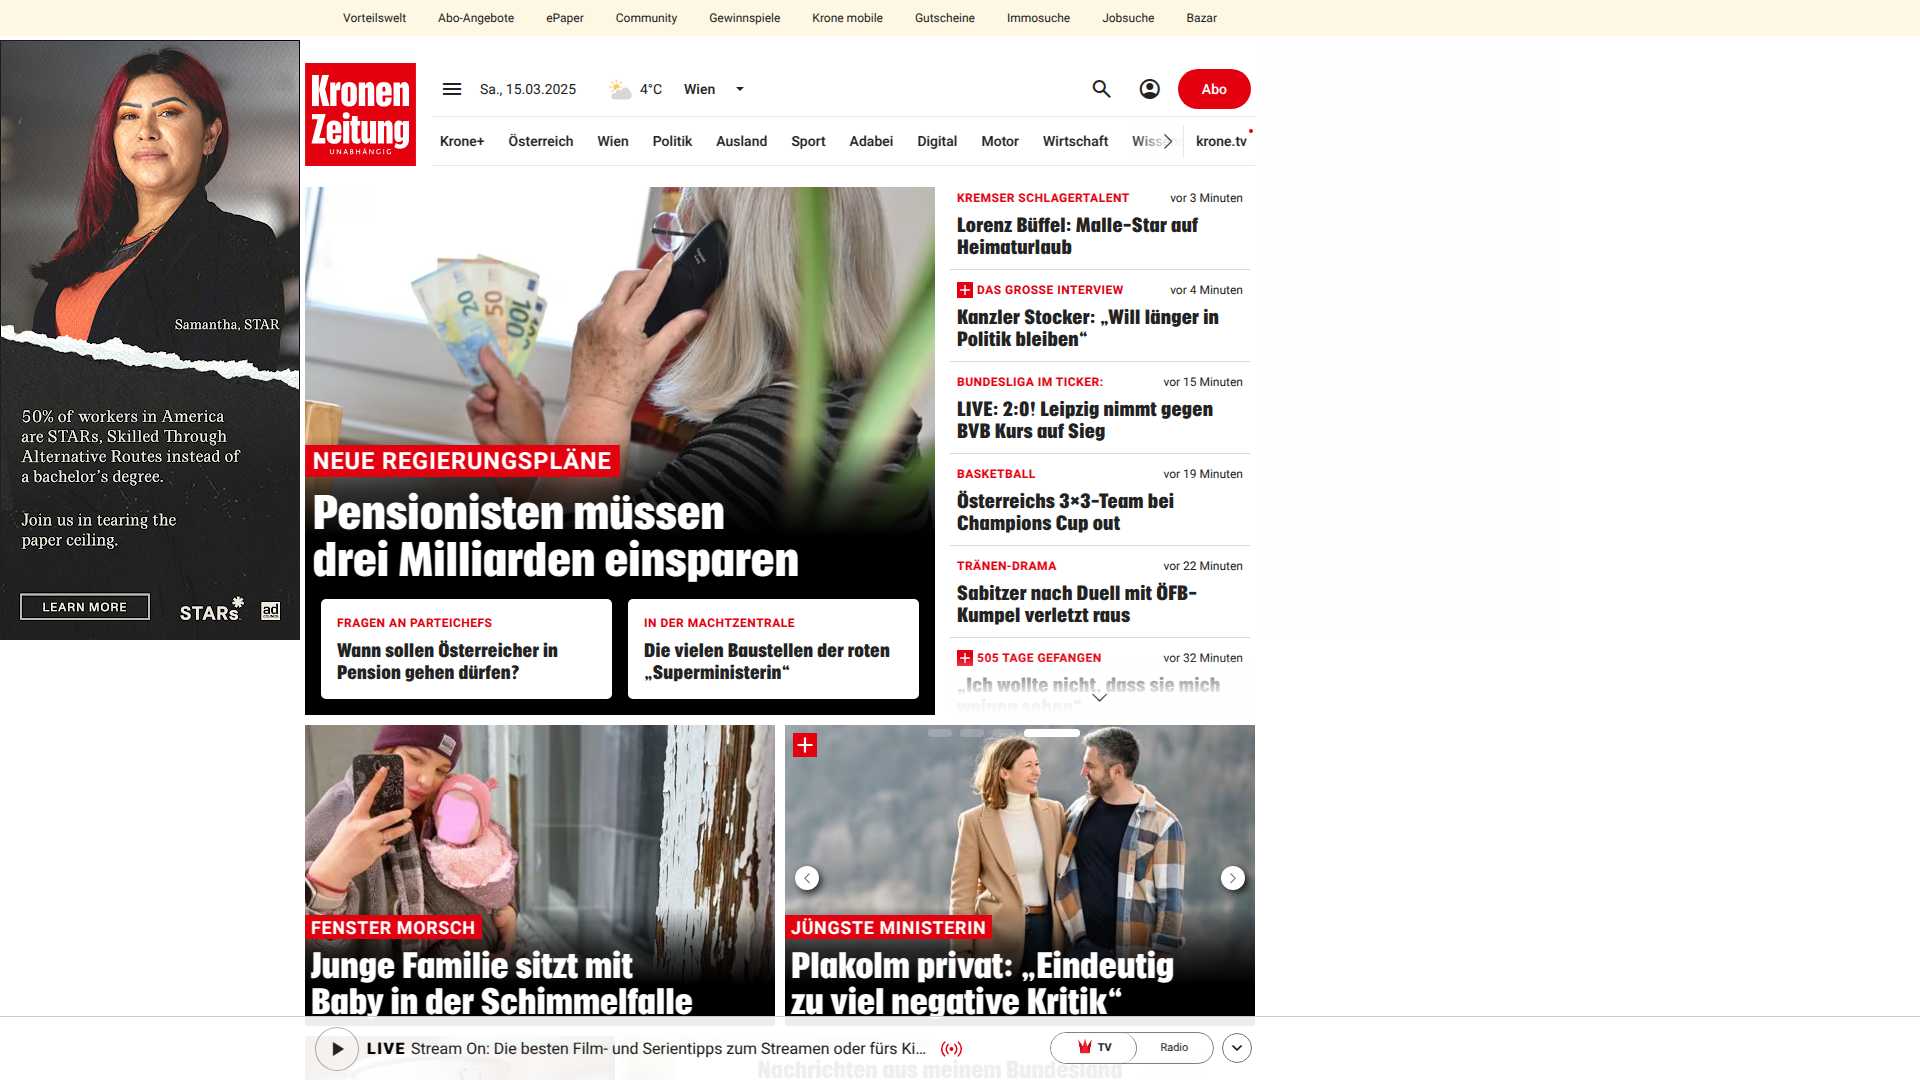 Vorteilswelt
Abo-Angebote
ePaper
Community
Gewinnspiele
Krone mobile
Gutscheine
Immosuche
Jobsuche
Bazar
Samantha, STAR
50% of workers in America
are STARs, Skilled Through
Alternative Routes instead of
a bachelor's degree.
Join us in tearing the
paper ceiling.
LEARN MORE
STARs
ad
Kronen
Zeitung
UNABHÄNGIG
Sa., 15.03.2025
4°C
Wien
Abo
Krone+
Österreich
Wien
Politik
Ausland
Sport
Adabei
Digital
Motor
Wirtschaft
Wiss
krone.tv
20
50
100
NEUE REGIERUNGSPLÄNE
Pensionisten müssen
drei Milliarden einsparen
FRAGEN AN PARTEICHEFS
Wann sollen Österreicher in
Pension gehen dürfen?
IN DER MACHTZENTRALE
Die vielen Baustellen der roten
„Superministerin“
KREMSER SCHLAGERTALENT
vor 3 Minuten
Lorenz Büffel: Malle-Star auf
Heimaturlaub
DAS GROSSE INTERVIEW
vor 4 Minuten
Kanzler Stocker: „Will länger in
Politik bleiben“
BUNDESLIGA IM TICKER:
vor 15 Minuten
LIVE: 2:0! Leipzig nimmt gegen
BVB Kurs auf Sieg
BASKETBALL
vor 19 Minuten
Österreichs 3×3-Team bei
Champions Cup out
TRÄNEN-DRAMA
vor 22 Minuten
Sabitzer nach Duell mit ÖFB-
Kumpel verletzt raus
505 TAGE GEFANGEN
vor 32 Minuten
„Ich wollte nicht, dass sie mich
weinen sehen“
FENSTER MORSCH
Junge Familie sitzt mit
Baby in der Schimmelfalle
JÜNGSTE MINISTERIN
Plakolm privat: „Eindeutig
zu viel negative Kritik“
LIVE Stream On: Die besten Film- und Serientipps zum Streamen oder fürs Ki...
TV
Radio
Nachrichten aus meinem Bundesland